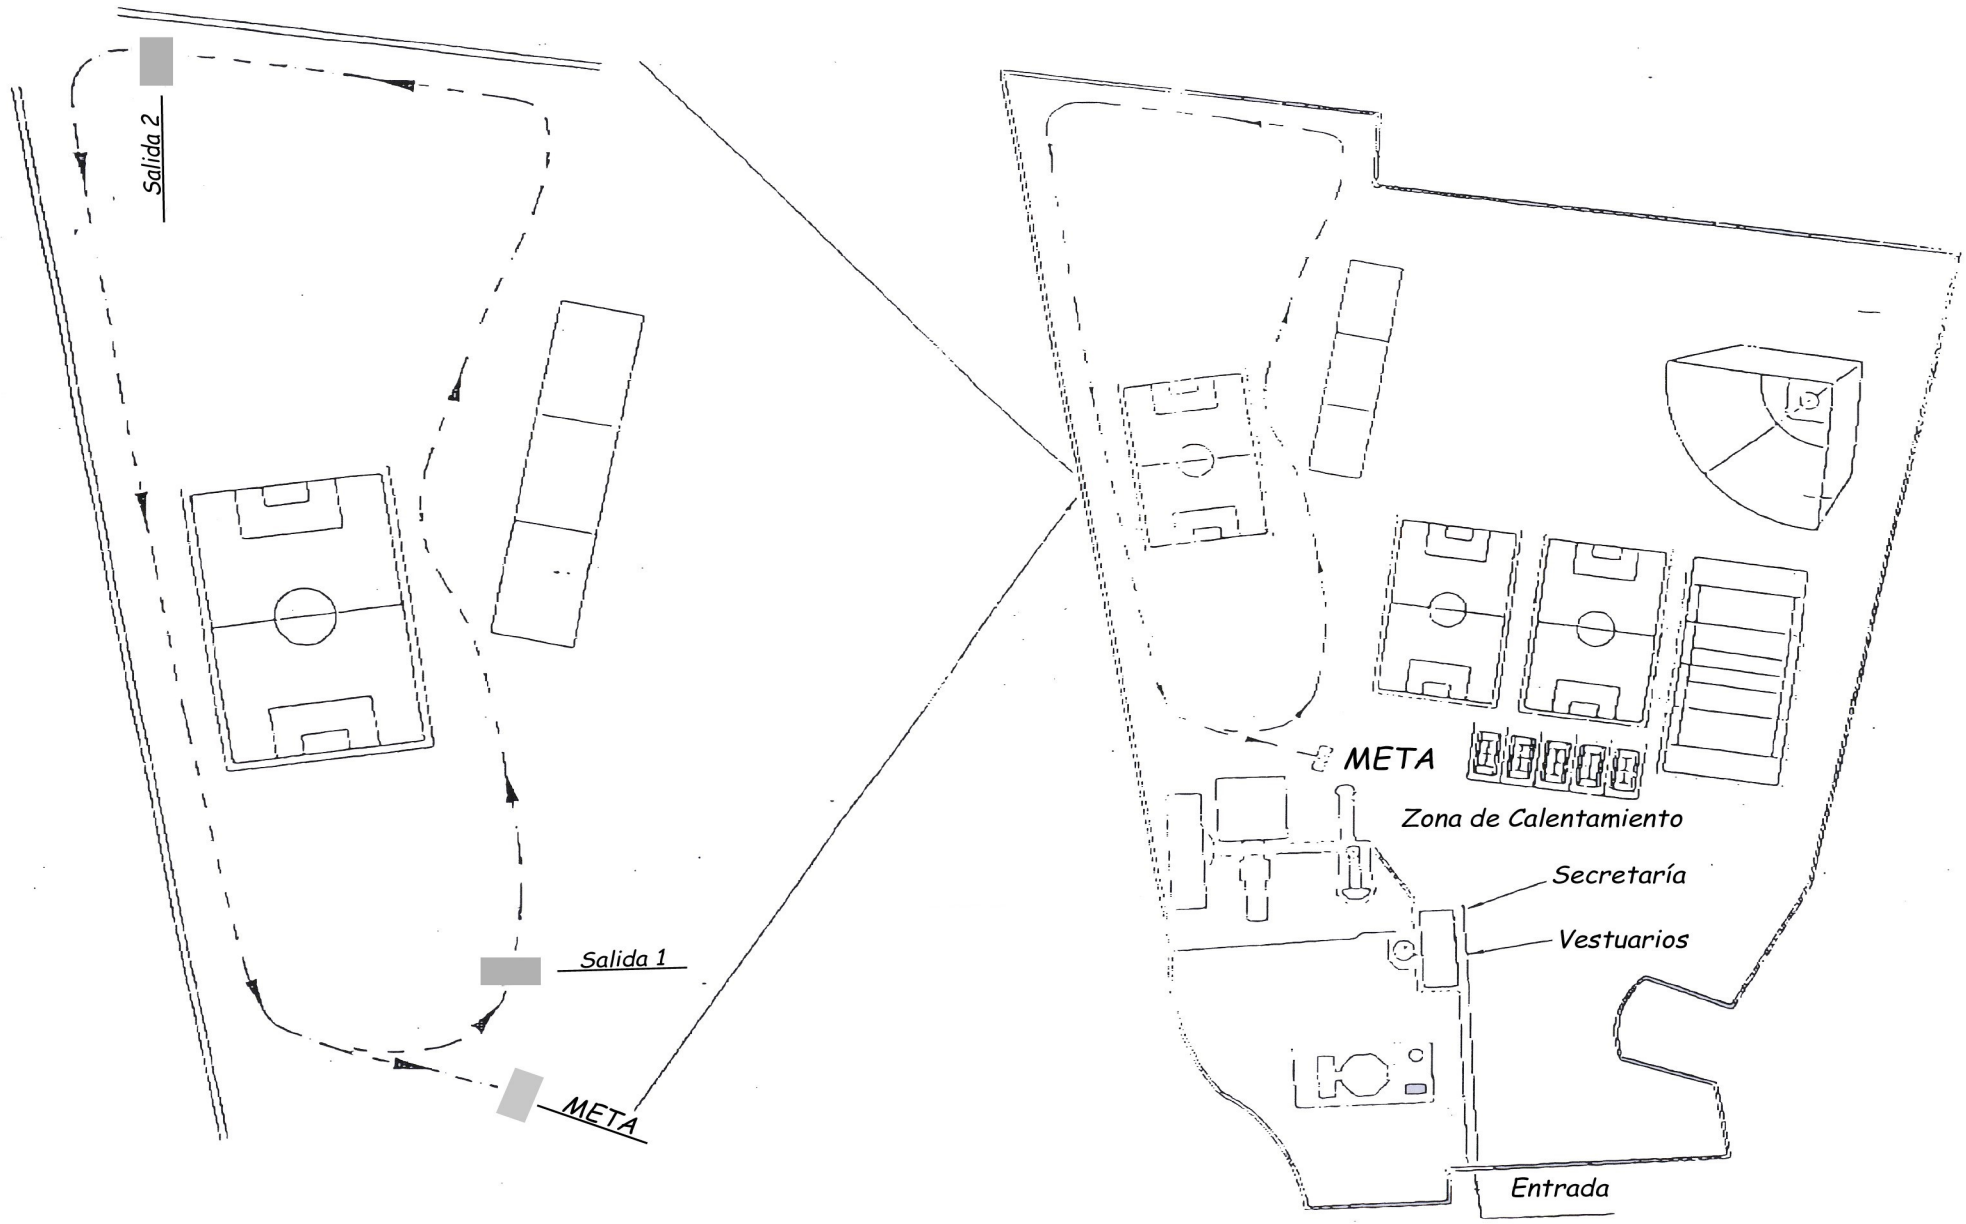 Salida 2
Salida 1
META
META
Zona de Calentamiento
Secretaría
Vestuarios
Entrada